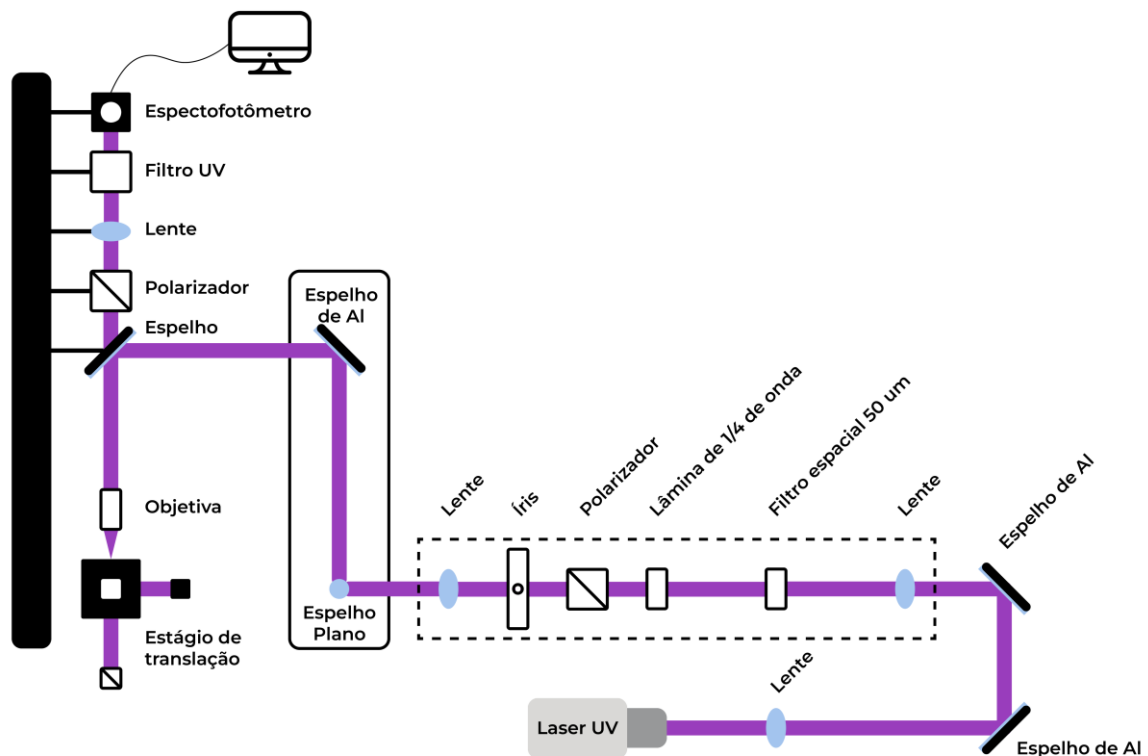 Espectofotômetro
Filtro UV
Lente
Polarizador
Espelho
Espelho
de Al
Objetiva
Estágio de
translação
Espelho
Plano
Lente
Íris
Polarizador
Lâmina de 1/4 de onda
Filtro espacial 50 um
Lente
Espelho de Al
Lente
Laser UV
Espelho de Al